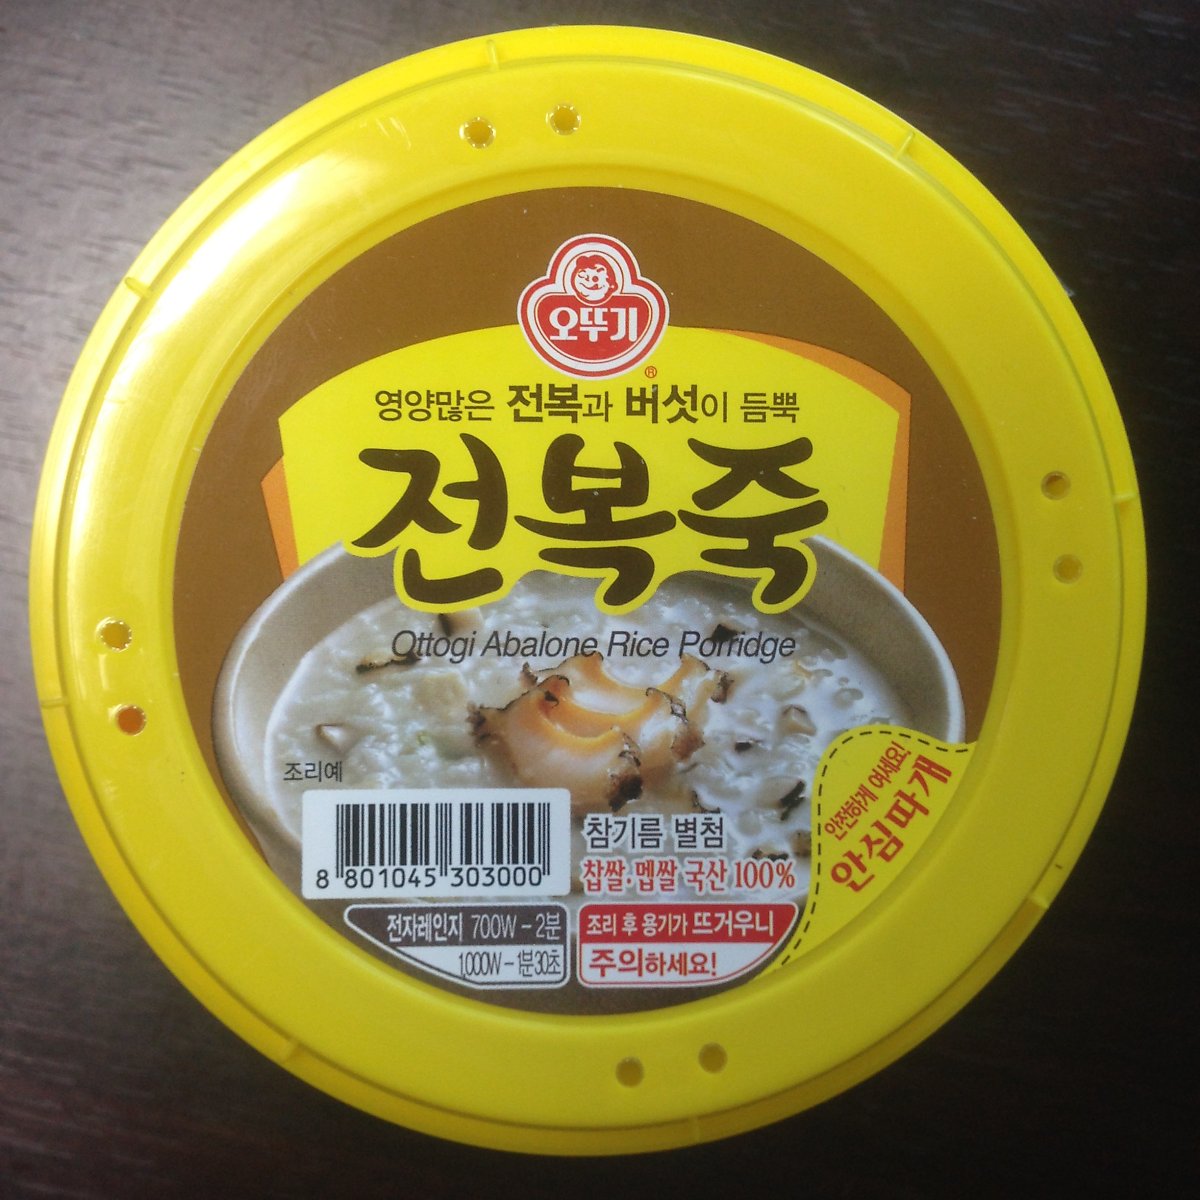 오뚜기
®
영양많은 전복과 버섯이 듬뿍
전복죽
Ottogi Abalone Rice Porridge
조리예
안전하게 여세요!
안심따개
참기름 별첨
찹쌀·멥쌀 국산 100%
8 801045 303000
전자레인지 700W - 2분
1,000W - 1분30초
조리 후 용기가 뜨거우니
주의하세요!